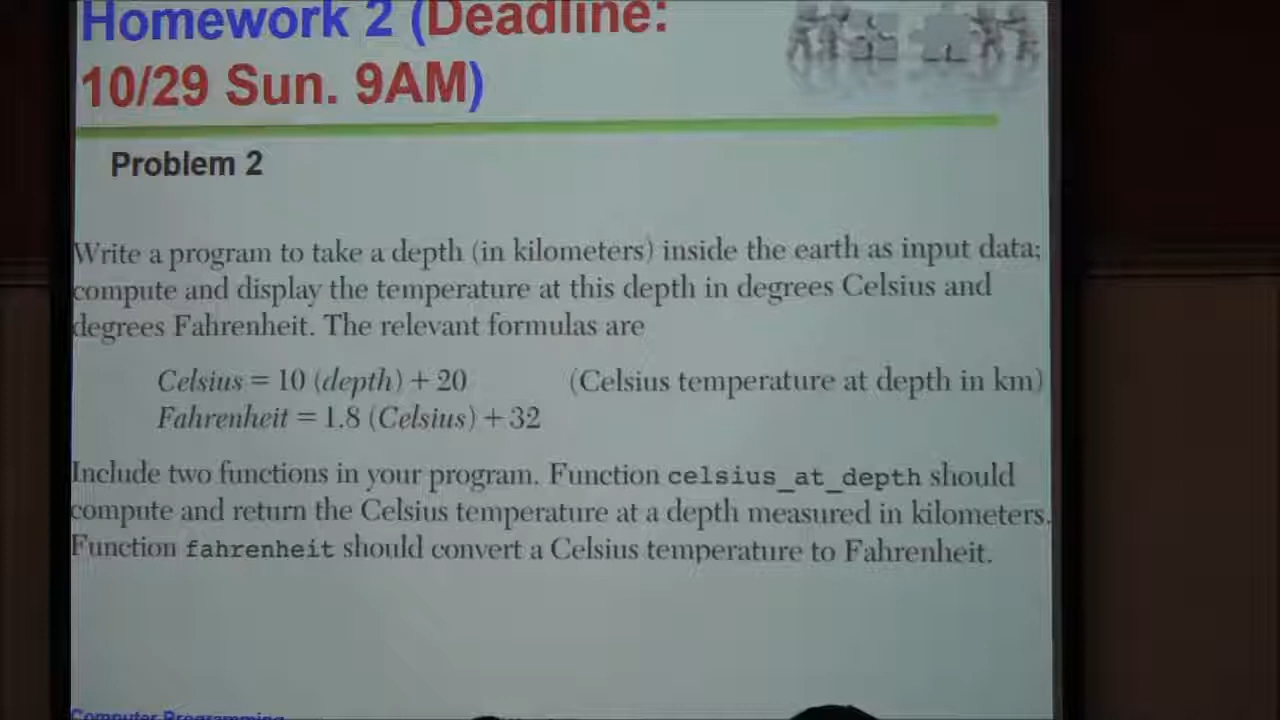 Homework 2 (Deadline:
10/29 Sun. 9AM)
Problem 2
Write a program to take a depth (in kilometers) inside the earth as input data;
compute and display the temperature at this depth in degrees Celsius and
degrees Fahrenheit. The relevant formulas are
Celsius = 10 (depth) + 20 (Celsius temperature at depth in km)
Fahrenheit = 1.8 (Celsius) + 32
Include two functions in your program. Function celsius_at_depth should
compute and return the Celsius temperature at a depth measured in kilometers.
Function fahrenheit should convert a Celsius temperature to Fahrenheit.
Computer Programming